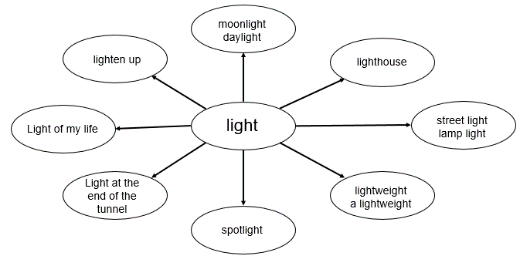 moonlight
daylight
lighten up
lighthouse
Light of my life
light
street light
lamp light
Light at the
end of the
tunnel
lightweight
a lightweight
spotlight